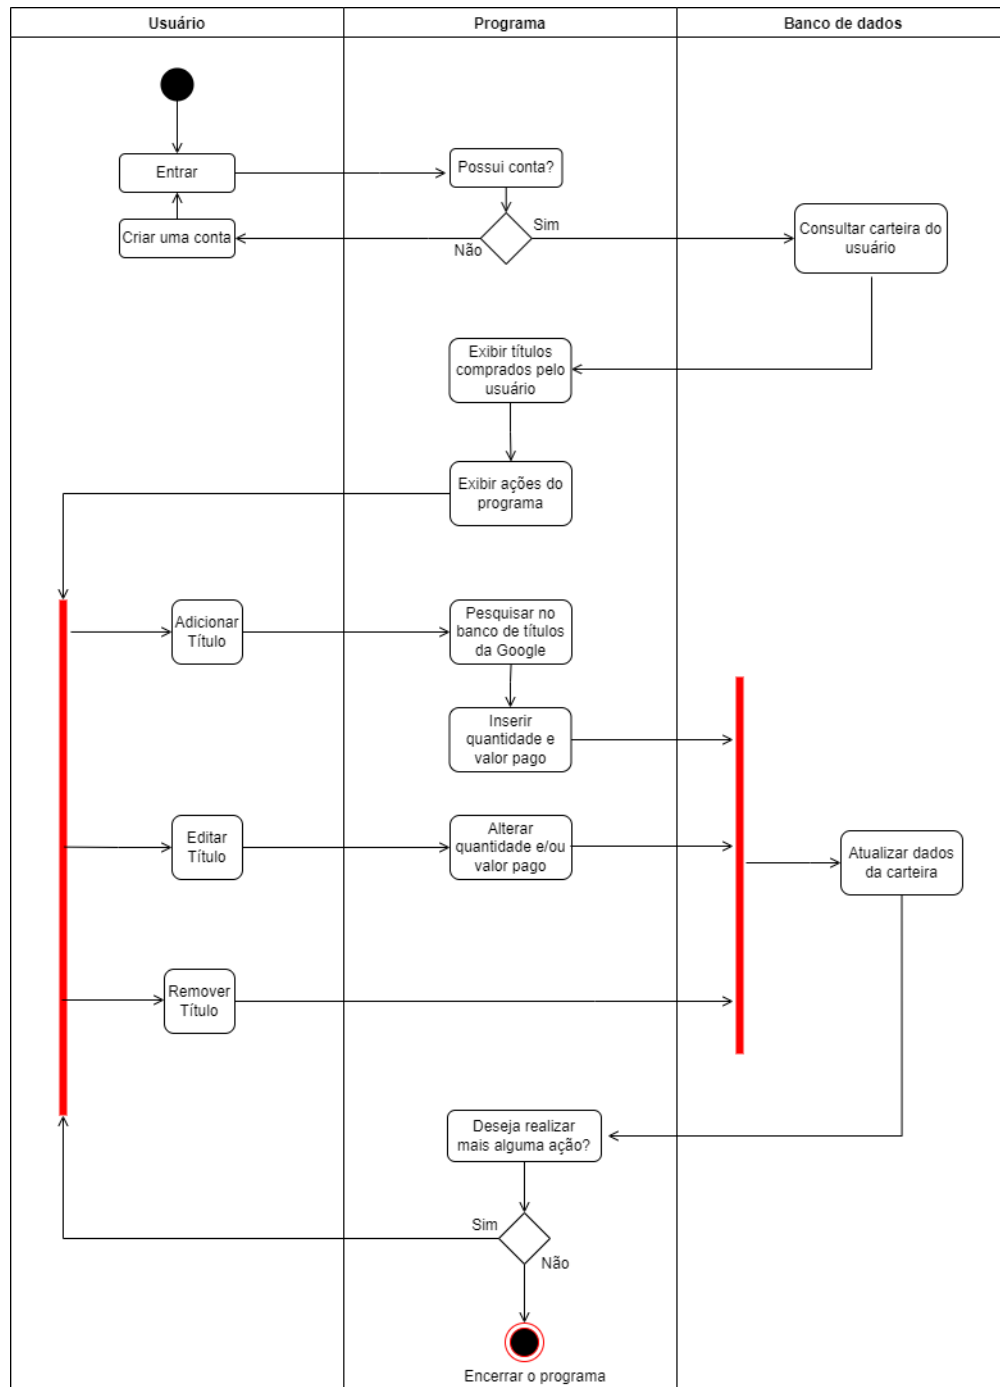 Usuário
Programa
Banco de dados
Entrar
Possui conta?
Criar uma conta
Não
Sim
Consultar carteira do
usuário
Exibir títulos
comprados pelo
usuário
Exibir ações do
programa
Adicionar
Título
Pesquisar no
banco de títulos
da Google
Inserir
quantidade e
valor pago
Editar
Título
Alterar
quantidade e/ou
valor pago
Atualizar dados
da carteira
Remover
Título
Deseja realizar
mais alguma ação?
Sim
Não
Encerrar o programa